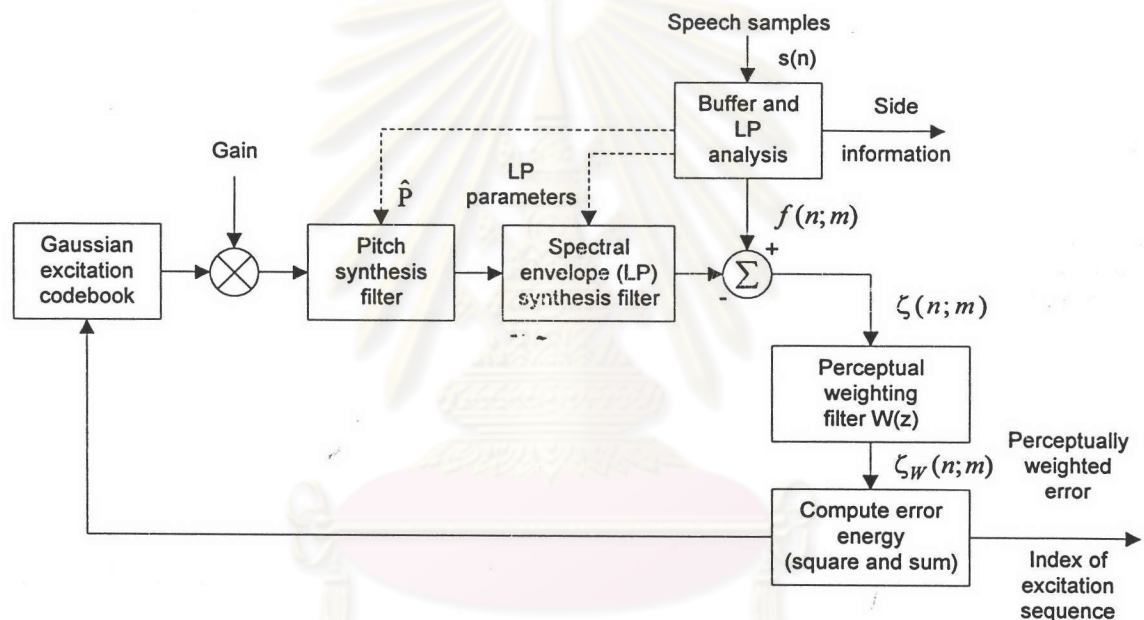 Speech samples
s(n)
Buffer and
LP
analysis
Side
information
Gain
P̂
LP
parameters
f(n;m)
Gaussian
excitation
codebook
Pitch
synthesis
filter
Spectral
envelope (LP)
synthesis filter
Σ
+
-
ζ(n;m)
Perceptual
weighting
filter W(z)
ζ_W(n;m)
Perceptually
weighted
error
Compute error
energy
(square and sum)
Index of
excitation
sequence